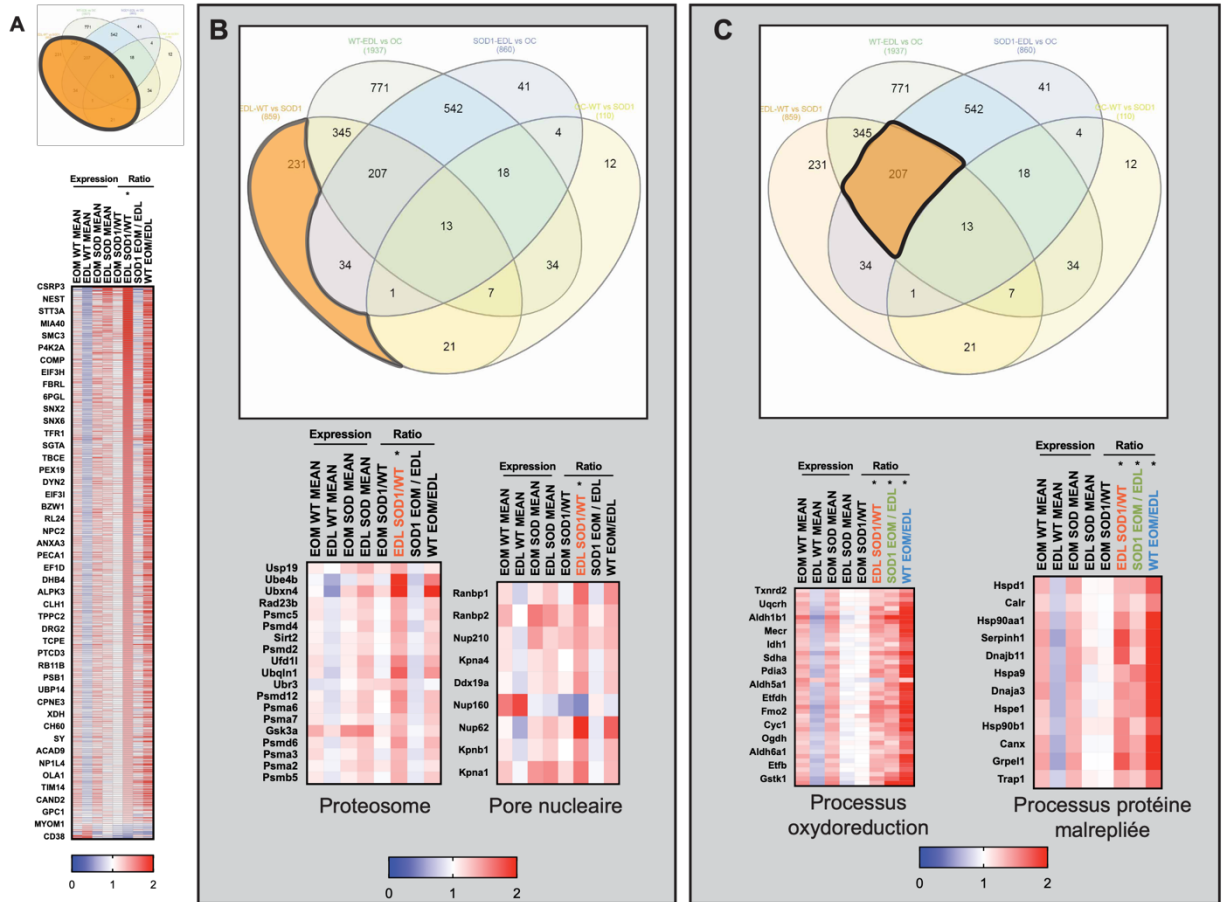 A
771
542
41
4
12
Expression Ratio
*
EOM WT MEAN
EDL WT MEAN
EOM SOD MEAN
EDL SOD MEAN
EOM SOD1/WT
EDL SOD1/WT
SOD1 EOM / EDL
WT EOM/EDL
CSRP3
NEST
STT3A
MIA40
SMC3
P4K2A
COMP
EIF3H
FBRL
6PGL
SNX2
SNX6
TFR1
SGTA
TBCE
PEX19
DYN2
EIF3I
BZW1
RL24
NPC2
ANXA3
PECA1
EF1D
DHB4
ALPK3
CLH1
TPPC2
DRG2
TCPE
PTCD3
RB11B
PSB1
UBP14
CPNE3
XDH
CH60
SY
ACAD9
NP1L4
OLA1
TIM14
CAND2
GPC1
MYOM1
CD38
0 1 2
B
WT-EDL vs OC
(1937)
SOD1-EDL vs OC
(860)
EDL-WT vs SOD1
(859)
OC-WT vs SOD1
(110)
771
542
41
345
4
231
207
18
12
13
34
34
1
7
21
Expression Ratio
*
EOM WT MEAN
EDL WT MEAN
EOM SOD MEAN
EDL SOD MEAN
EOM SOD1/WT
EDL SOD1/WT
SOD1 EOM / EDL
WT EOM/EDL
Usp19
Ube4b
Ubxn4
Rad23b
Psmc5
Psmd4
Sirt2
Psmd2
Ufd1l
Ubqln1
Ubr3
Psmd12
Psma6
Psma7
Gsk3a
Psmd6
Psma3
Psma2
Psmb5
Proteosome
Expression Ratio
*
EOM WT MEAN
EDL WT MEAN
EOM SOD MEAN
EDL SOD MEAN
EOM SOD1/WT
EDL SOD1/WT
SOD1 EOM / EDL
WT EOM/EDL
Ranbp1
Ranbp2
Nup210
Kpna4
Ddx19a
Nup160
Nup62
Kpnb1
Kpna1
Pore nucleaire
0 1 2
C
WT-EDL vs OC
(1937)
SOD1-EDL vs OC
(860)
EDL-WT vs SOD1
(859)
OC-WT vs SOD1
(110)
771
542
41
345
4
231
207
18
12
13
34
34
1
7
21
Expression Ratio
* * *
EOM WT MEAN
EDL WT MEAN
EOM SOD MEAN
EDL SOD MEAN
EOM SOD1/WT
EDL SOD1/WT
SOD1 EOM / EDL
WT EOM/EDL
Txnrd2
Uqcrh
Aldh1b1
Mecr
Idh1
Sdha
Pdia3
Aldh5a1
Etfdh
Fmo2
Cyc1
Ogdh
Aldh6a1
Etfb
Gstk1
Processus
oxydoreduction
Expression Ratio
* * *
EOM WT MEAN
EDL WT MEAN
EOM SOD MEAN
EDL SOD MEAN
EOM SOD1/WT
EDL SOD1/WT
SOD1 EOM / EDL
WT EOM/EDL
Hspd1
Calr
Hsp90aa1
Serpinh1
Dnajb11
Hspa9
Dnaja3
Hspe1
Hsp90b1
Canx
Grpel1
Trap1
Processus protéine
malrepliée
0 1 2